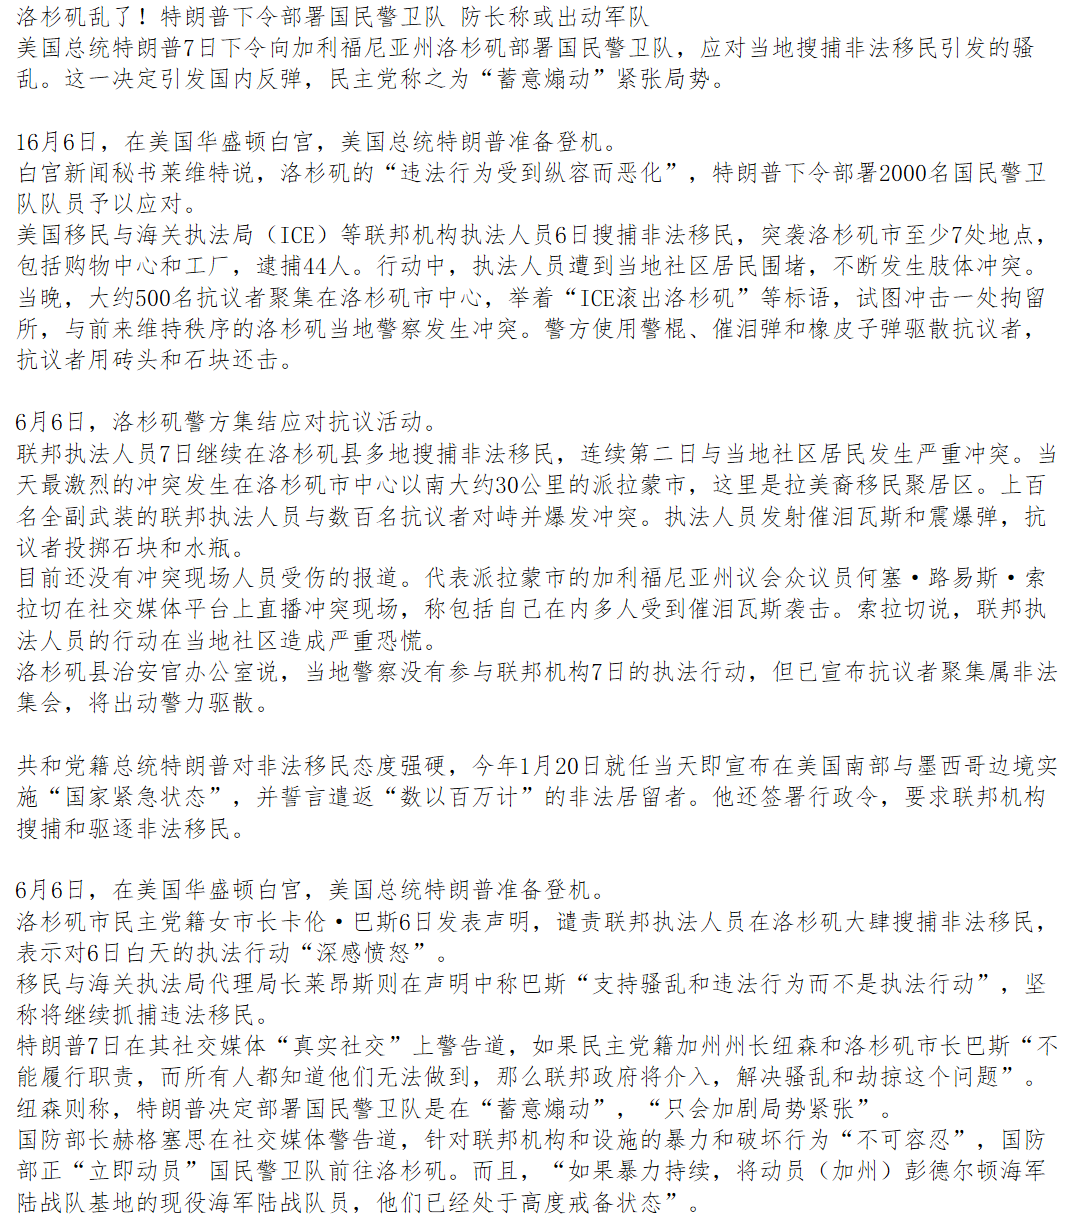 洛杉矶乱了！特朗普下令部署国民警卫队 防长称或出动军队
美国总统特朗普7日下令向加利福尼亚州洛杉矶部署国民警卫队，应对当地搜捕非法移民引发的骚
乱。这一决定引发国内反弹，民主党称之为“蓄意煽动”紧张局势。
16月6日，在美国华盛顿白宫，美国总统特朗普准备登机。
白宫新闻秘书莱维特说，洛杉矶的“违法行为受到纵容而恶化”，特朗普下令部署2000名国民警卫
队队员予以应对。
美国移民与海关执法局（ICE）等联邦机构执法人员6日搜捕非法移民，突袭洛杉矶市至少7处地点，
包括购物中心和工厂，逮捕44人。行动中，执法人员遭到当地社区居民围堵，不断发生肢体冲突。
当晚，大约500名抗议者聚集在洛杉矶市中心，举着“ICE滚出洛杉矶”等标语，试图冲击一处拘留
所，与前来维持秩序的洛杉矶当地警察发生冲突。警方使用警棍、催泪弹和橡皮子弹驱散抗议者，
抗议者用砖头和石块还击。
6月6日，洛杉矶警方集结应对抗议活动。
联邦执法人员7日继续在洛杉矶县多地搜捕非法移民，连续第二日与当地社区居民发生严重冲突。当
天最激烈的冲突发生在洛杉矶市中心以南大约30公里的派拉蒙市，这里是拉美裔移民聚居区。上百
名全副武装的联邦执法人员与数百名抗议者对峙并爆发冲突。执法人员发射催泪瓦斯和震爆弹，抗
议者投掷石块和水瓶。
目前还没有冲突现场人员受伤的报道。代表派拉蒙市的加利福尼亚州议会众议员何塞·路易斯·索
拉切在社交媒体平台上直播冲突现场，称包括自己在内多人受到催泪瓦斯袭击。索拉切说，联邦执
法人员的行动在当地社区造成严重恐慌。
洛杉矶县治安官办公室说，当地警察没有参与联邦机构7日的执法行动，但已宣布抗议者聚集属非法
集会，将出动警力驱散。
共和党籍总统特朗普对非法移民态度强硬，今年1月20日就任当天即宣布在美国南部与墨西哥边境实
施“国家紧急状态”，并誓言遣返“数以百万计”的非法居留者。他还签署行政令，要求联邦机构
搜捕和驱逐非法移民。
6月6日，在美国华盛顿白宫，美国总统特朗普准备登机。
洛杉矶市民主党籍女市长卡伦·巴斯6日发表声明，谴责联邦执法人员在洛杉矶大肆搜捕非法移民，
表示对6日白天的执法行动“深感愤怒”。
移民与海关执法局代理局长莱昂斯则在声明中称巴斯“支持骚乱和违法行为而不是执法行动”，坚
称将继续抓捕违法移民。
特朗普7日在其社交媒体“真实社交”上警告道，如果民主党籍加州州长纽森和洛杉矶市长巴斯“不
能履行职责，而所有人都知道他们无法做到，那么联邦政府将介入，解决骚乱和劫掠这个问题”。
纽森则称，特朗普决定部署国民警卫队是在“蓄意煽动”，“只会加剧局势紧张”。
国防部长赫格塞思在社交媒体警告道，针对联邦机构和设施的暴力和破坏行为“不可容忍”，国防
部正“立即动员”国民警卫队前往洛杉矶。而且，“如果暴力持续，将动员（加州）彭德尔顿海军
陆战队基地的现役海军陆战队员，他们已经处于高度戒备状态”。